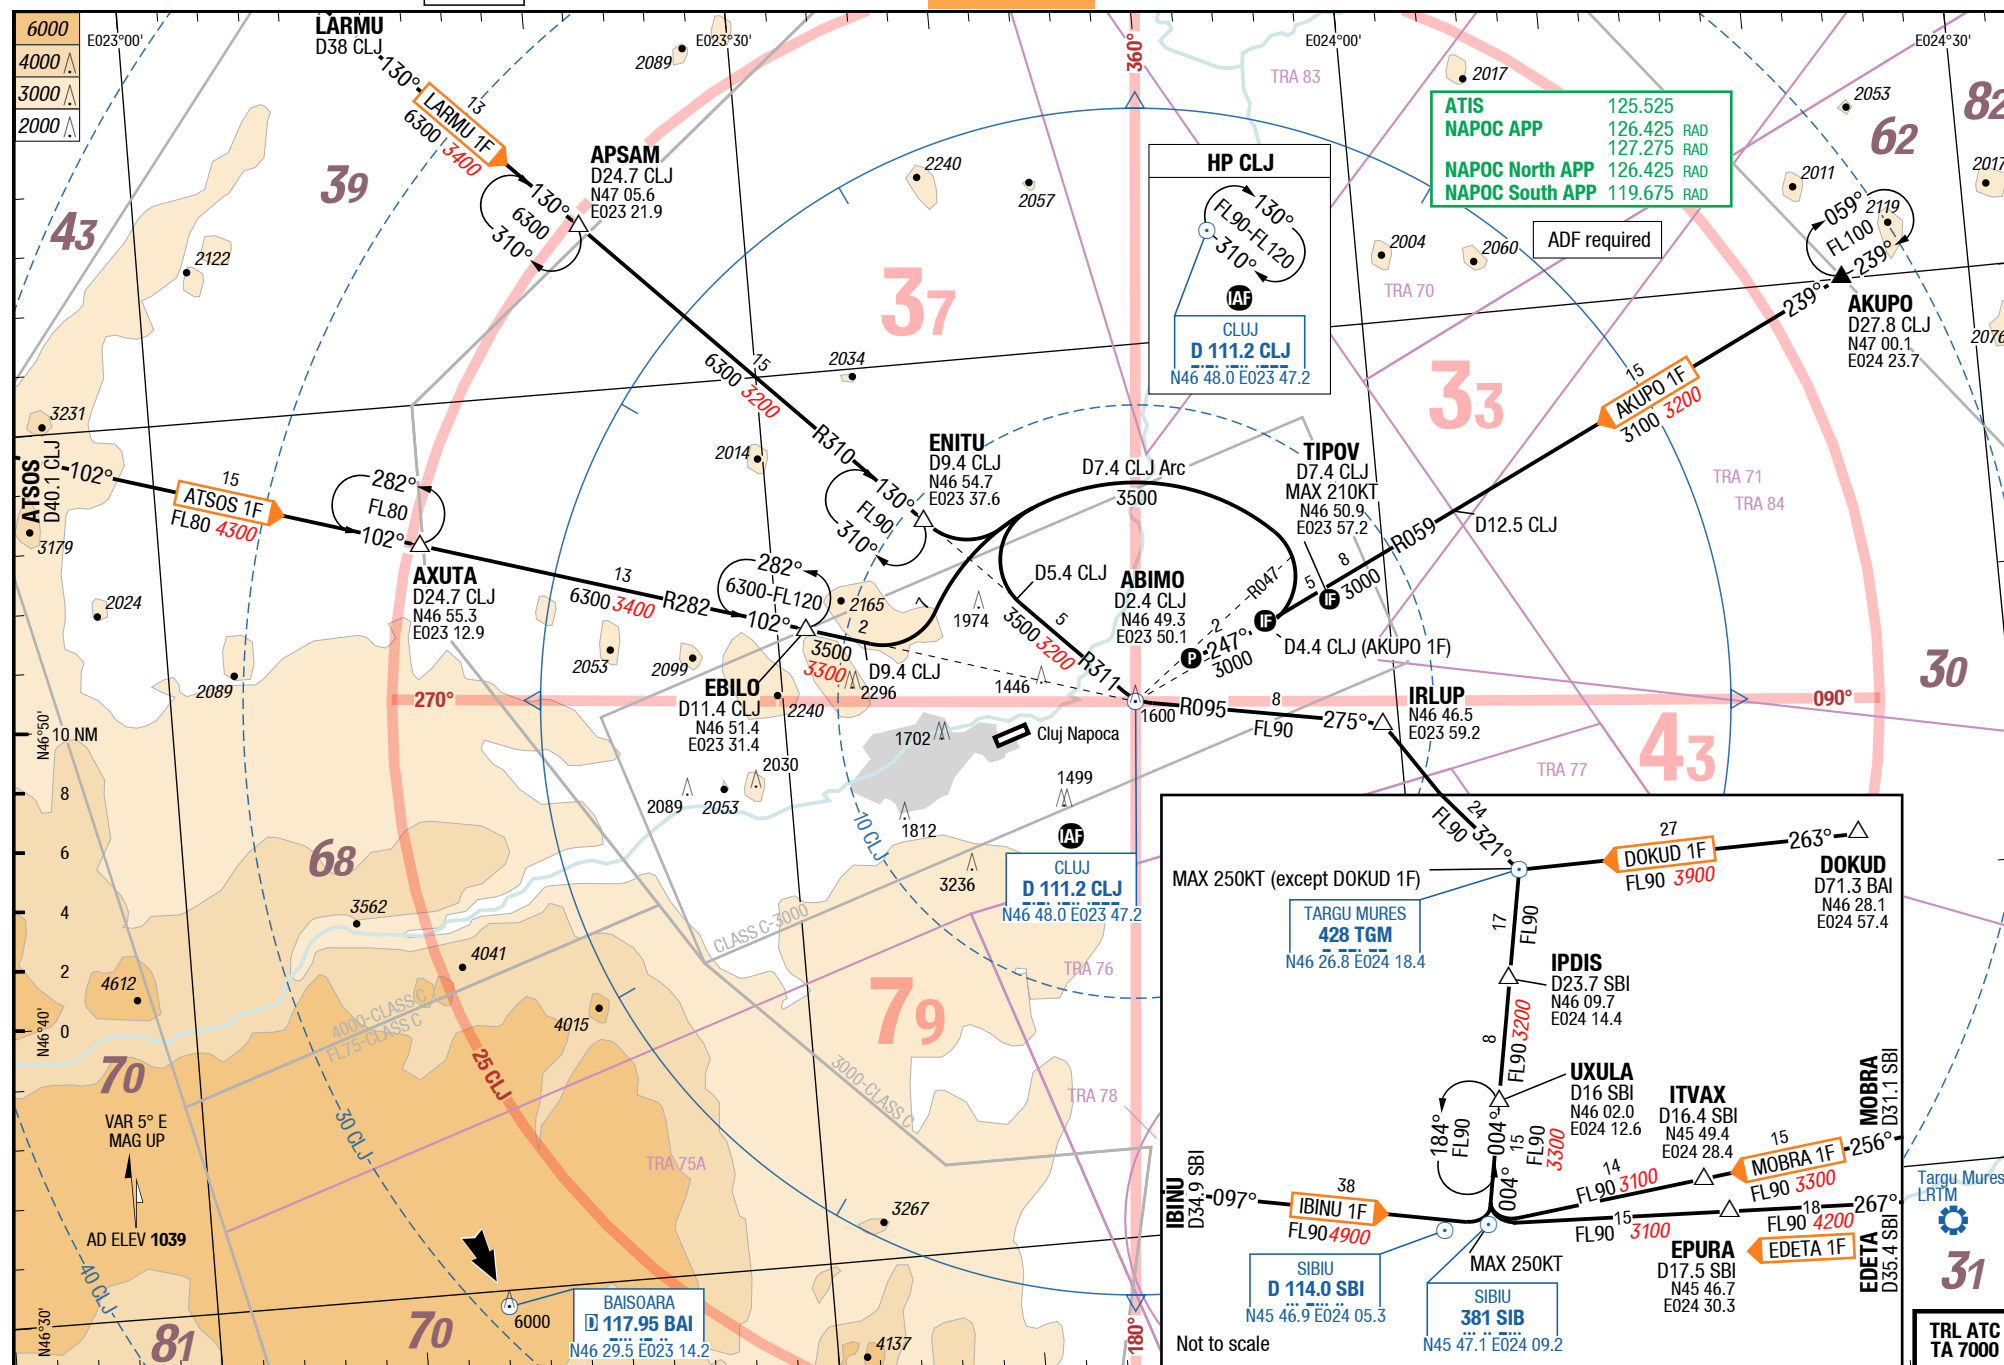 6000
4000
3000
2000
E023°00'
LARMU
D38 CLJ
130°
13
LARMU 1F
6300 3400
E023°30'
2089
360°
TRA 83
E024°00'
2017
E024°30'
2053
82
62
ATIS 125.525
NAPOC APP 126.425 RAD
127.275 RAD
NAPOC North APP 126.425 RAD
NAPOC South APP 119.675 RAD
ADF required
43
39
2122
APSAM
D24.7 CLJ
N47 05.6
E023 21.9
130°
6300
310°
2240
2057
2034
37
HP CLJ
130°
FL90-FL120
310°
IAF
CLUJ
D 111.2 CLJ
N46 48.0 E023 47.2
2004
2060
TRA 70
2011
2119
2017
059°
FL100
239°
239°
AKUPO
D27.8 CLJ
N47 00.1
E024 23.7
2076
15
AKUPO 1F
3100 3200
33
TRA 71
TRA 84
3231
ATSOS
D40.1 CLJ
102°
15
ATSOS 1F
FL80 4300
3179
2024
2089
282°
FL80
102°
AXUTA
D24.7 CLJ
N46 55.3
E023 12.9
15
6300 3200
2034
R310
2014
130°
FL90
310°
ENITU
D9.4 CLJ
N46 54.7
E023 37.6
D7.4 CLJ Arc
3500
TIPOV
D7.4 CLJ
MAX 210KT
N46 50.9
E023 57.2
D12.5 CLJ
R059
8
3000
5
IF
IF
D4.4 CLJ (AKUPO 1F)
R047
2
247°
3000
P
ABIMO
D2.4 CLJ
N46 49.3
E023 50.1
D5.4 CLJ
5
3500 3200
R311
1974
13
6300 3400
R282
282°
6300-FL120
102°
2165
2
7
3500
3300
D9.4 CLJ
2296
2053
2099
EBILO
D11.4 CLJ
N46 51.4
E023 31.4
2240
1446
270°
1600
R095
8
FL90
275°
IRLUP
N46 46.5
E023 59.2
090°
30
43
TRA 77
1702
Cluj Napoca
2030
2089
2053
1499
1812
10 CLJ
3236
IAF
CLUJ
D 111.2 CLJ
N46 48.0 E023 47.2
N46°50'
10 NM
8
6
4
2
0
N46°40'
N46°30'
68
3562
4612
4041
4015
4000-CLASS C
FL75-CLASS C
CLASS C-3000
3000-CLASS C
79
TRA 76
TRA 78
TRA 75A
70
VAR 5° E
MAG UP
AD ELEV 1039
25 CLJ
30 CLJ
40 CLJ
3267
4137
81
70
6000
BAISOARA
D 117.95 BAI
N46 29.5 E023 14.2
180°
24
FL90
321°
MAX 250KT (except DOKUD 1F)
TARGU MURES
428 TGM
N46 26.8 E024 18.4
27
DOKUD 1F
FL90 3900
263°
DOKUD
D71.3 BAI
N46 28.1
E024 57.4
17
FL90
IPDIS
D23.7 SBI
N46 09.7
E024 14.4
8
FL90 3200
UXULA
D16 SBI
N46 02.0
E024 12.6
184°
FL90
004°
15
FL90
3300
004°
ITVAX
D16.4 SBI
N45 49.4
E024 28.4
14
FL90 3100
15
MOBRA 1F
FL90 3300
256°
MOBRA
D31.1 SBI
15
FL90 3100
18
FL90 4200
267°
EDETA 1F
EDETA
D35.4 SBI
EPURA
D17.5 SBI
N45 46.7
E024 30.3
IBINU
D34.9 SBI
097°
38
IBINU 1F
FL90 4900
MAX 250KT
SIBIU
D 114.0 SBI
N45 46.9 E024 05.3
SIBIU
381 SIB
N45 47.1 E024 09.2
Not to scale
Targu Mures
LRTM
31
TRL ATC
TA 7000